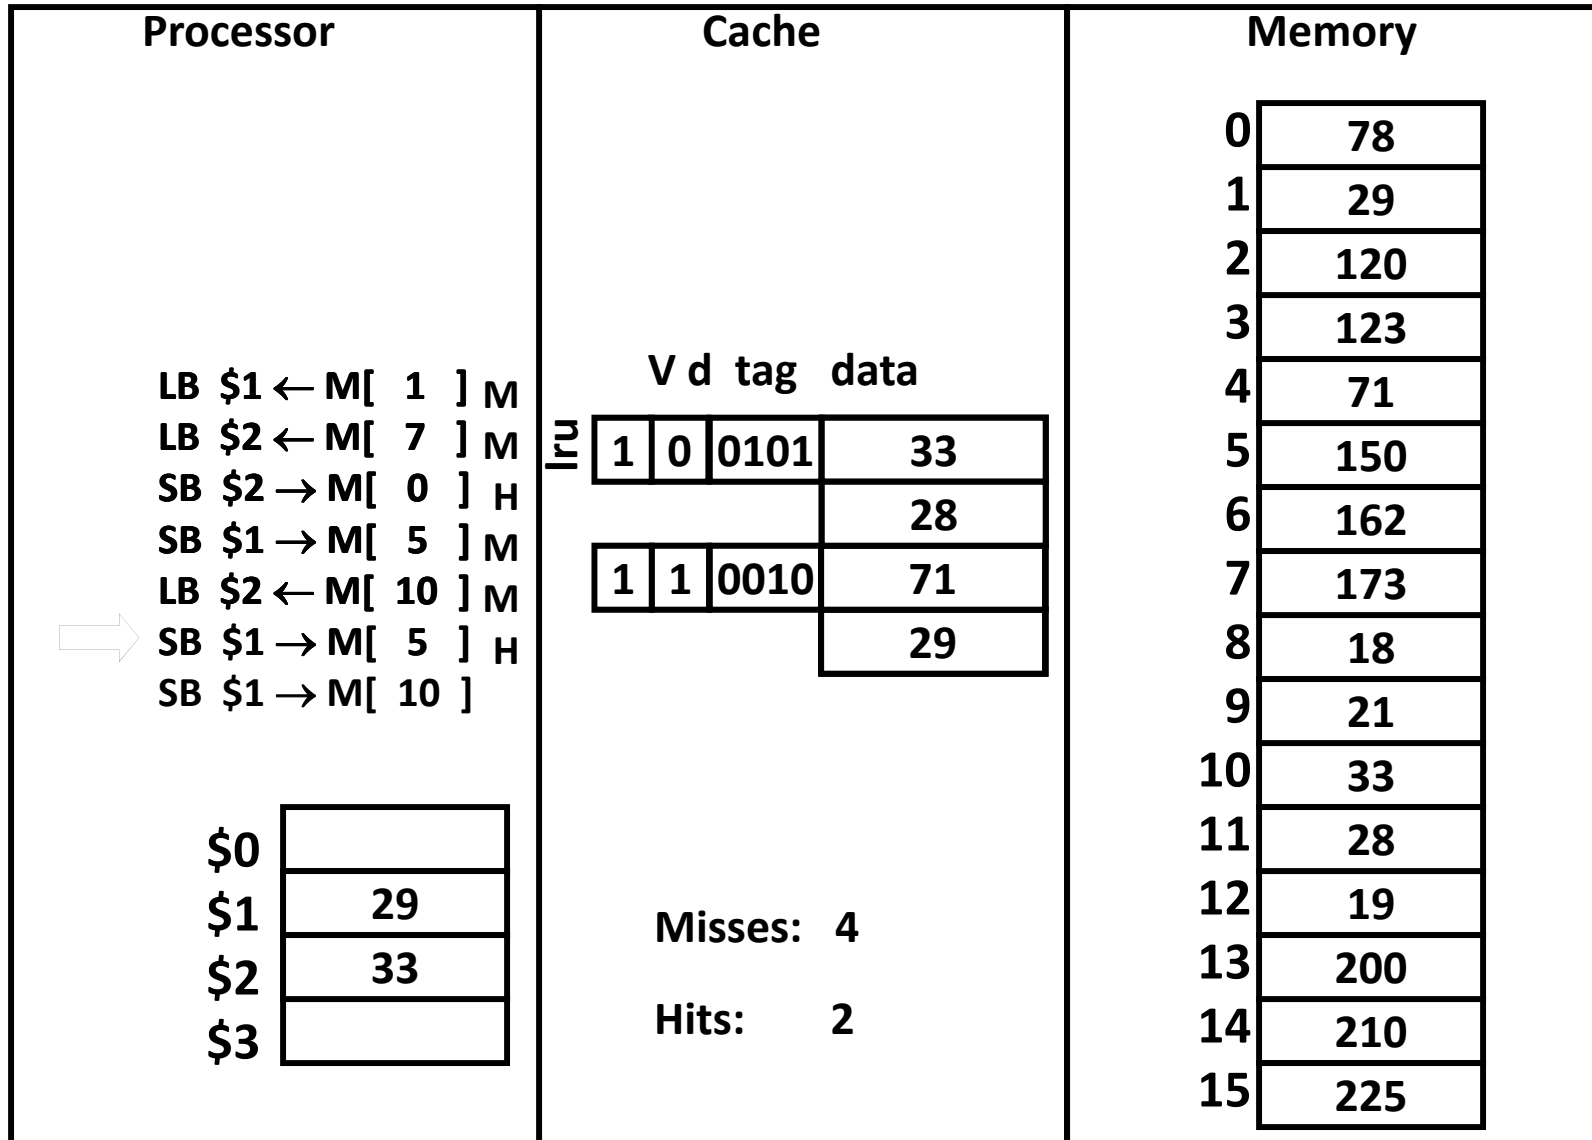 Processor
LB $1 ← M[ 1 ] M
LB $2 ← M[ 7 ] M
SB $2 → M[ 0 ] H
SB $1 → M[ 5 ] M
LB $2 ← M[ 10 ] M
SB $1 → M[ 5 ] H
SB $1 → M[ 10 ]
$0
$1 29
$2 33
$3
Cache
V d tag data
lru 1 0 0101 33
28
1 1 0010 71
29
Misses: 4
Hits: 2
Memory
0 78
1 29
2 120
3 123
4 71
5 150
6 162
7 173
8 18
9 21
10 33
11 28
12 19
13 200
14 210
15 225